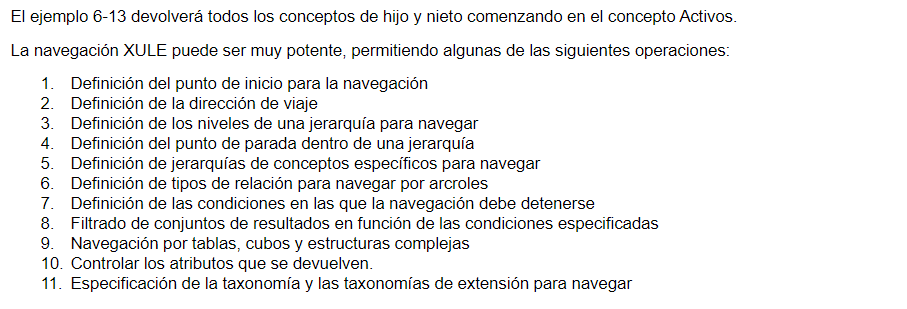 El ejemplo 6-13 devolverá todos los conceptos de hijo y nieto comenzando en el concepto Activos.
La navegación XULE puede ser muy potente, permitiendo algunas de las siguientes operaciones:
1. Definición del punto de inicio para la navegación
2. Definición de la dirección de viaje
3. Definición de los niveles de una jerarquía para navegar
4. Definición del punto de parada dentro de una jerarquía
5. Definición de jerarquías de conceptos específicos para navegar
6. Definición de tipos de relación para navegar por arcroles
7. Definición de las condiciones en las que la navegación debe detenerse
8. Filtrado de conjuntos de resultados en función de las condiciones especificadas
9. Navegación por tablas, cubos y estructuras complejas
10. Controlar los atributos que se devuelven.
11. Especificación de la taxonomía y las taxonomías de extensión para navegar